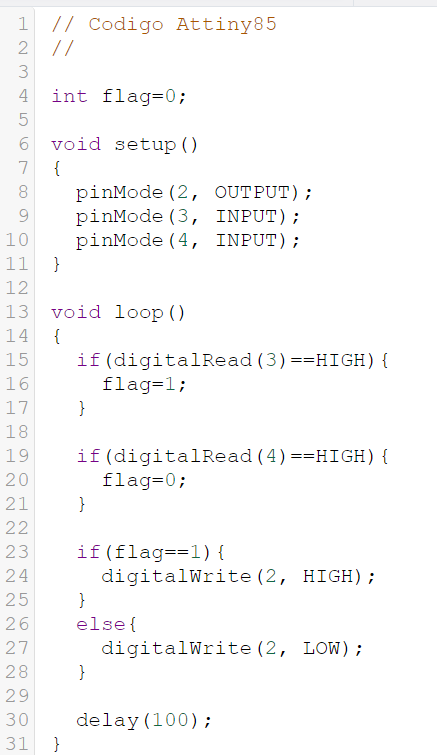 1 // Codigo Attiny85
2 //
3
4 int flag=0;
5
6 void setup()
7 {
8   pinMode(2, OUTPUT);
9   pinMode(3, INPUT);
10   pinMode(4, INPUT);
11 }
12
13 void loop()
14 {
15   if(digitalRead(3)==HIGH){
16     flag=1;
17   }
18
19   if(digitalRead(4)==HIGH){
20     flag=0;
21   }
22
23   if(flag==1){
24     digitalWrite(2, HIGH);
25   }
26   else{
27     digitalWrite(2, LOW);
28   }
29
30   delay(100);
31 }